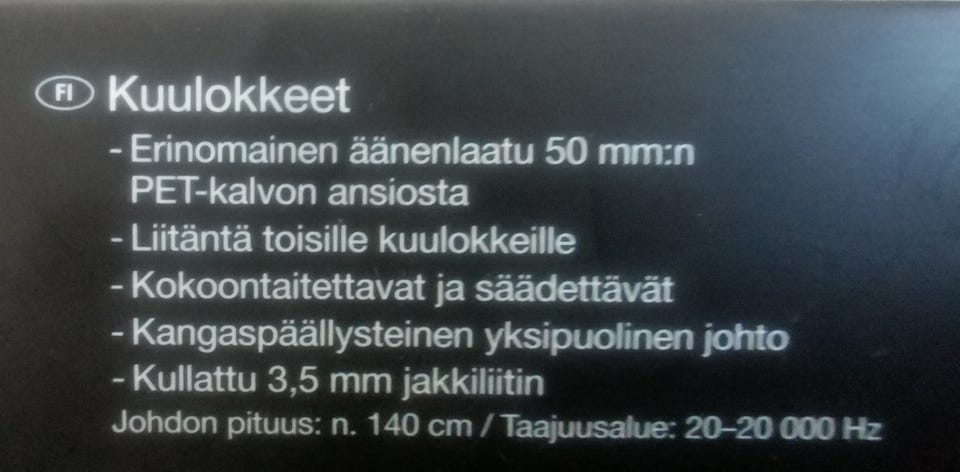 FI Kuulokkeet
- Erinomainen äänenlaatu 50 mm:n
PET-kalvon ansiosta
- Liitäntä toisille kuulokkeille
- Kokoontaitettavat ja säädettävät
- Kangaspäällysteinen yksipuolinen johto
- Kullattu 3,5 mm jakkiliitin
Johdon pituus: n. 140 cm / Taajuusalue: 20–20 000 Hz